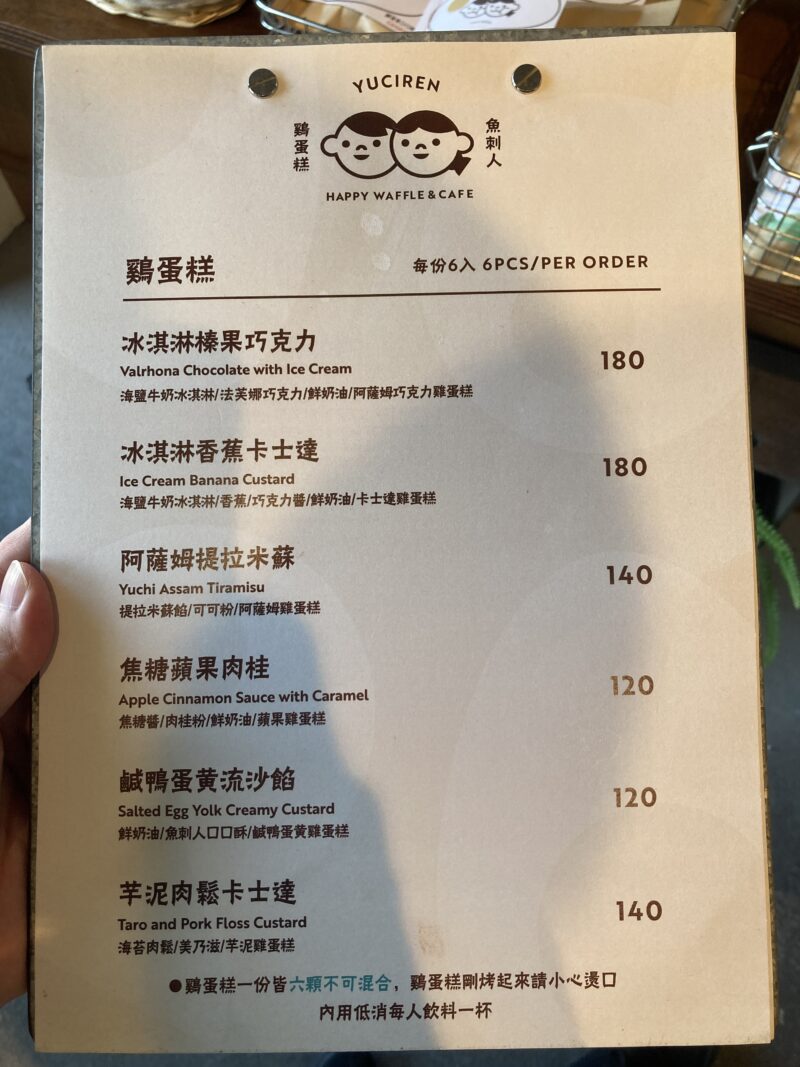 YUCIREN
鷄蛋糕
魚刺人
HAPPY WAFFLE & CAFE
鷄蛋糕
每份6入 6PCS/PER ORDER
冰淇淋榛果巧克力
Valrhona Chocolate with Ice Cream
180
海鹽牛奶冰淇淋/法芙娜巧克力/鮮奶油/阿薩姆巧克力雞蛋糕
冰淇淋香蕉卡士達
Ice Cream Banana Custard
180
海鹽牛奶冰淇淋/香蕉/巧克力醬/鮮奶油/卡士達雞蛋糕
阿薩姆提拉米蘇
Yuchi Assam Tiramisu
140
提拉米蘇餡/可可粉/阿薩姆雞蛋糕
焦糖蘋果肉桂
Apple Cinnamon Sauce with Caramel
120
焦糖醬/肉桂粉/鮮奶油/蘋果雞蛋糕
鹹鴨蛋黃流沙餡
Salted Egg Yolk Creamy Custard
120
鮮奶油/魚刺人口口酥/鹹鴨蛋黃雞蛋糕
芋泥肉鬆卡士達
Taro and Pork Floss Custard
140
海苔肉鬆/美乃滋/芋泥雞蛋糕
●鷄蛋糕一份皆六顆不可混合，鷄蛋糕剛烤起來請小心燙口
內用低消每人飲料一杯